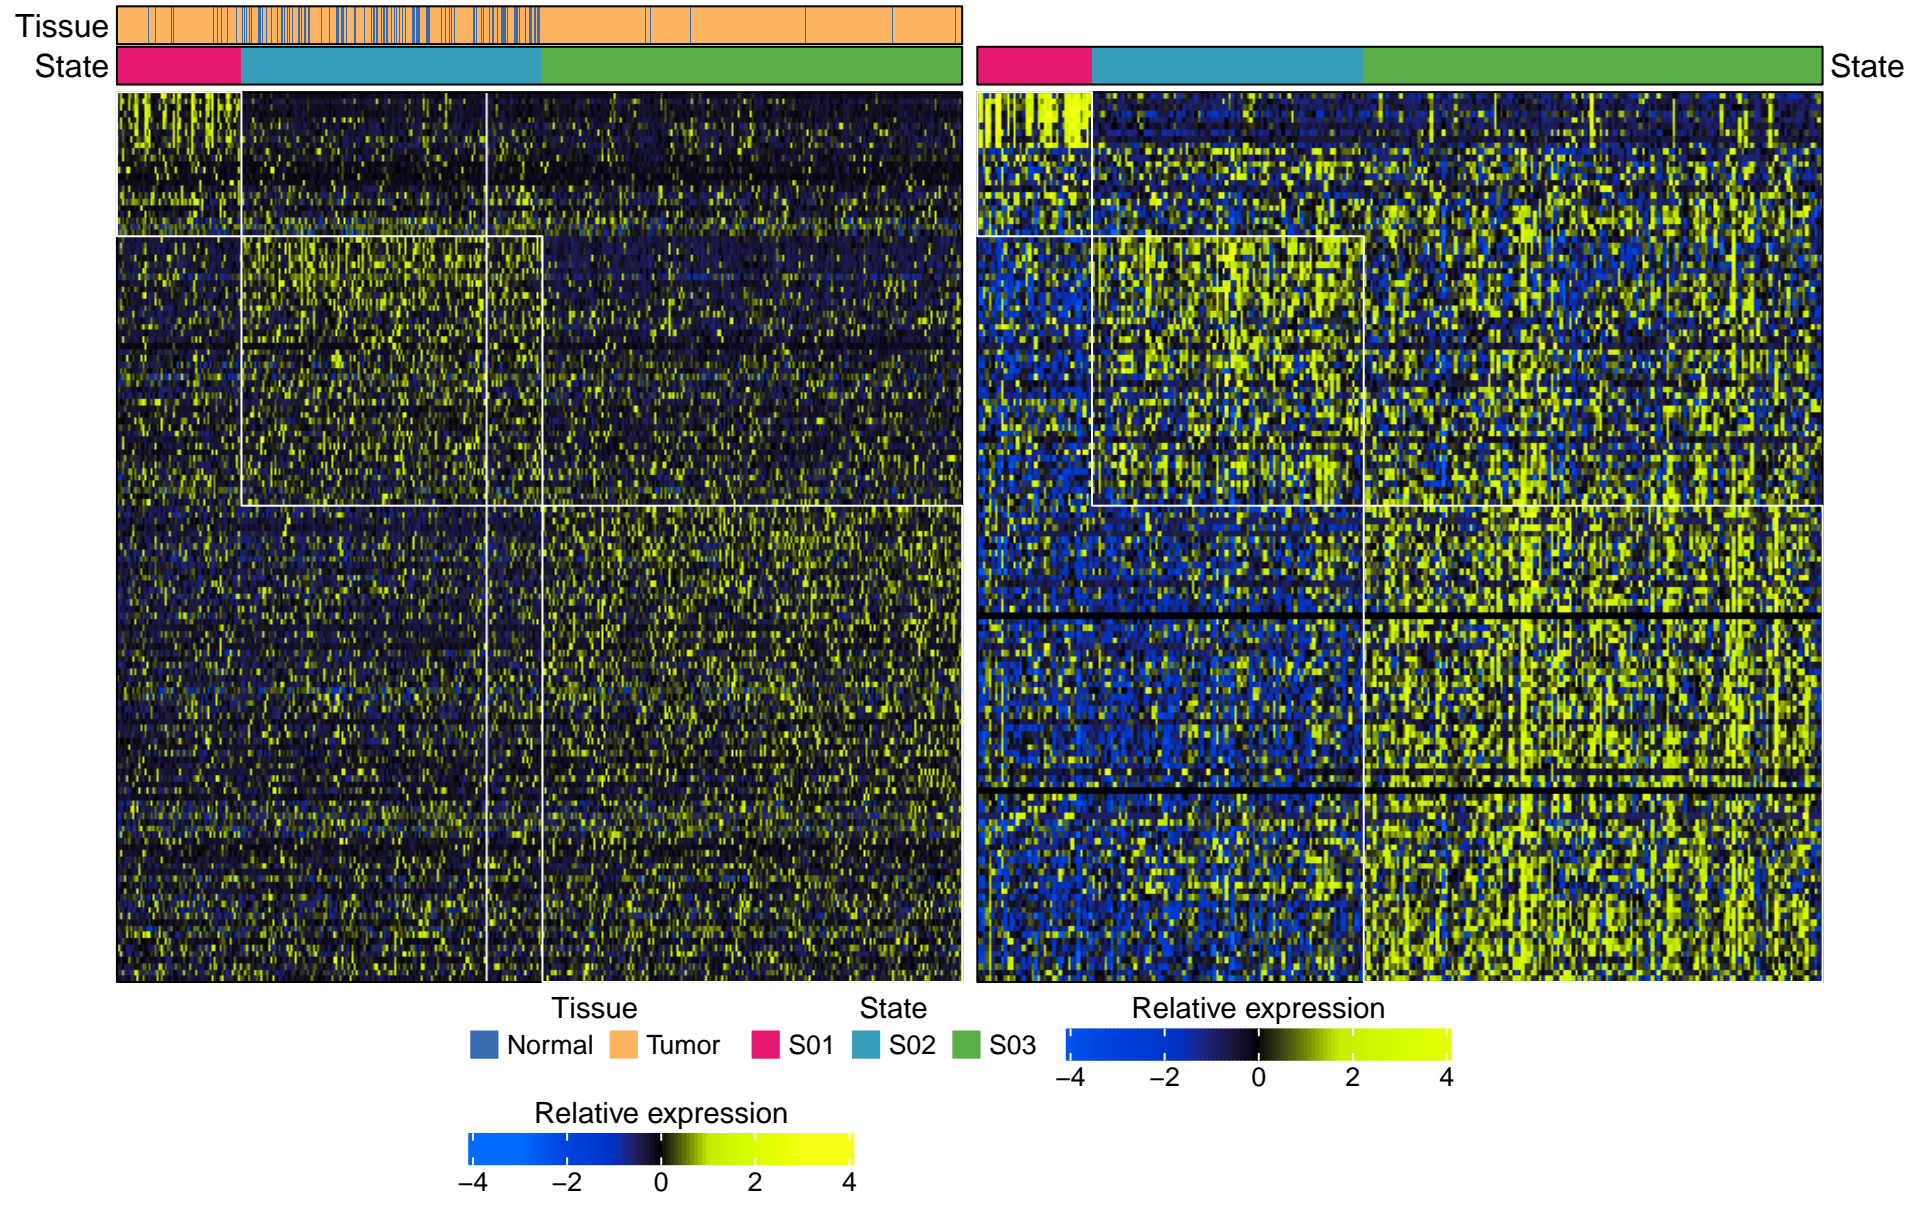 Tissue
State
State
Tissue
Normal Tumor
State
S01 S02 S03
Relative expression
−4 −2 0 2 4
Relative expression
−4 −2 0 2 4